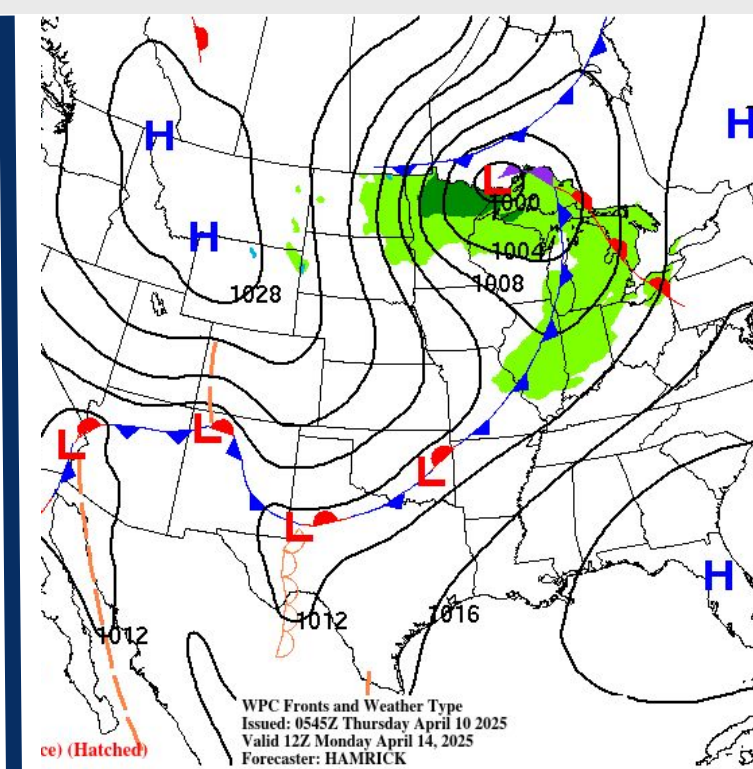 H
H
H
L
1000
1004
1008
1028
L
L
L
L
H
1012
1012
1016
WPC Fronts and Weather Type
Issued: 0545Z Thursday April 10 2025
Valid 12Z Monday April 14, 2025
Forecaster: HAMRICK
ce) (Hatched)